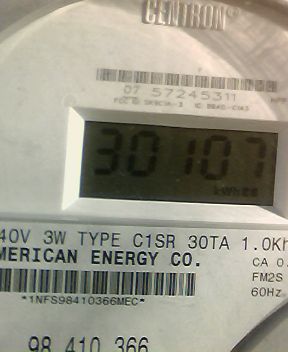 CENTRON®
07 57245311
30107
kWh
40V 3W TYPE C1SR 30TA 1.0Kh
MERICAN ENERGY CO.
CA 0.
FM2S
*1NFS98410366MEC*
60Hz
98 410 366